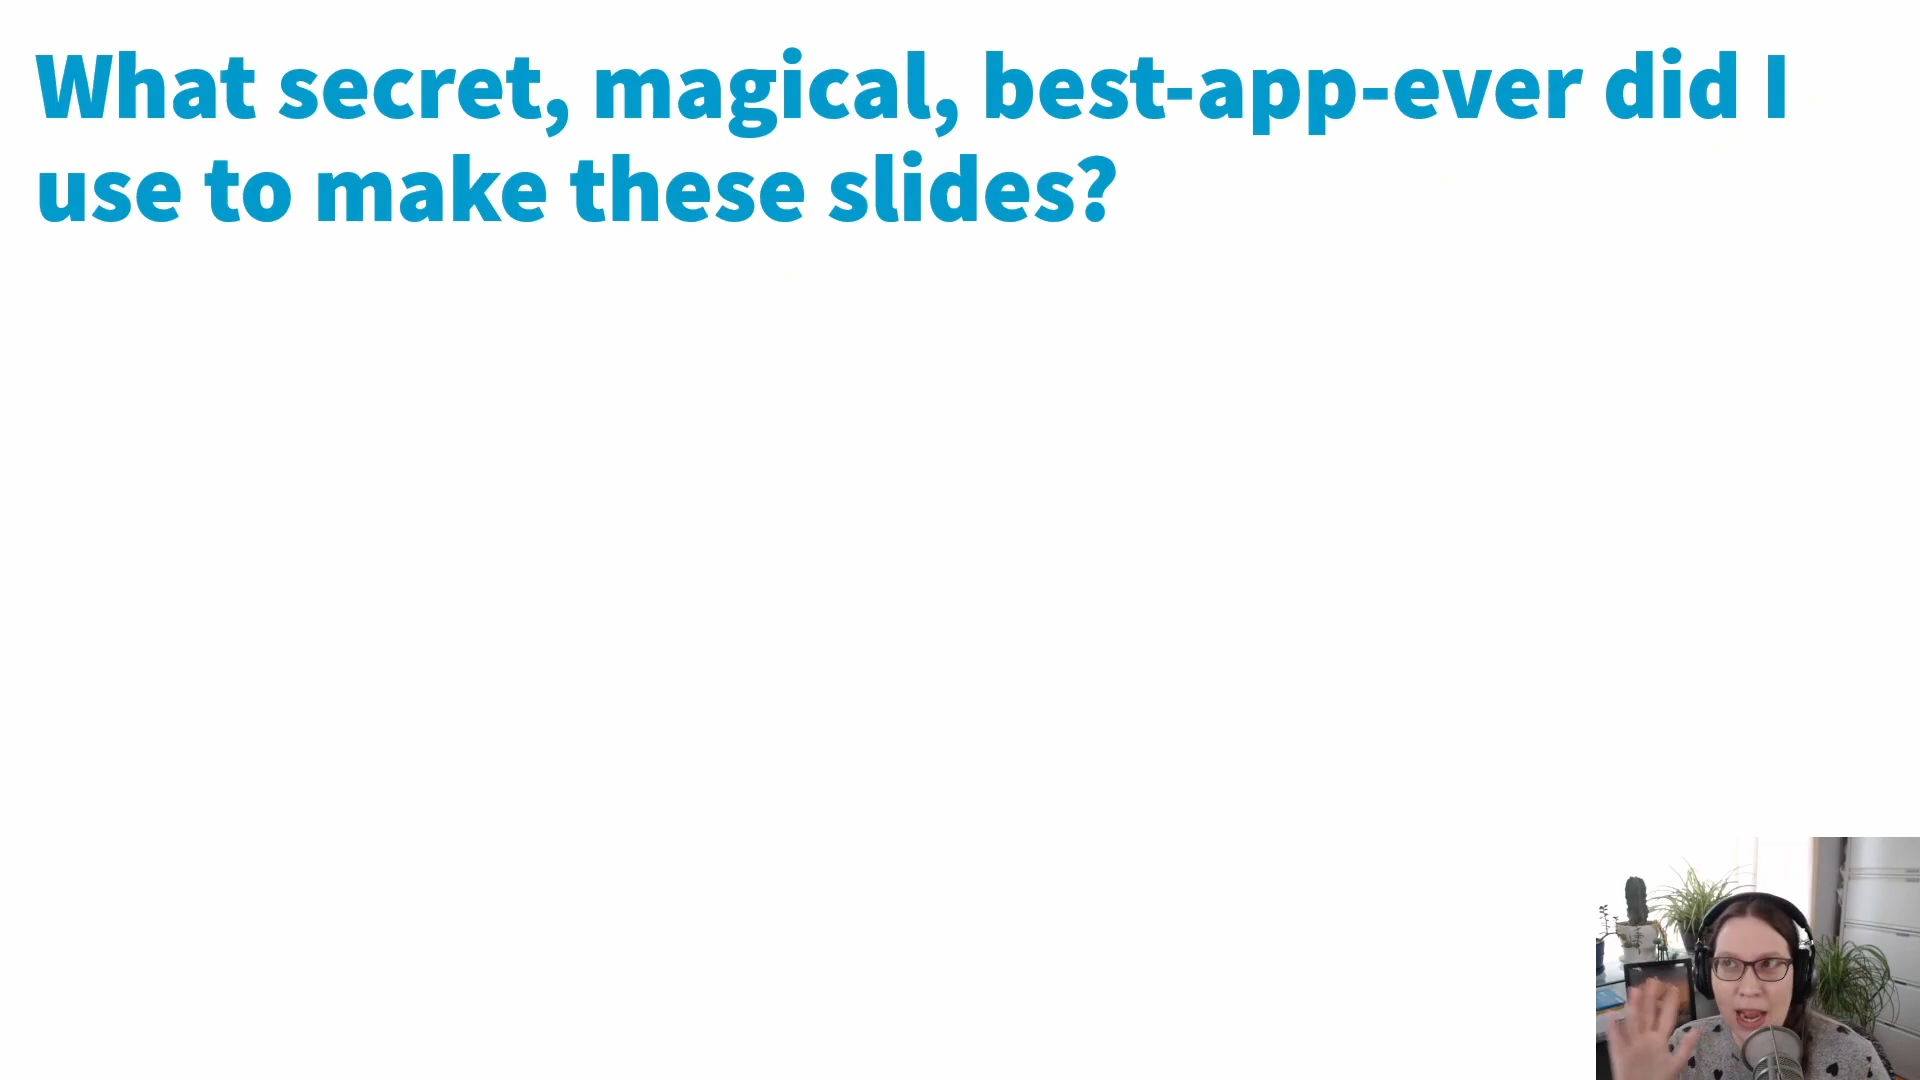 What secret, magical, best-app-ever did I
use to make these slides?